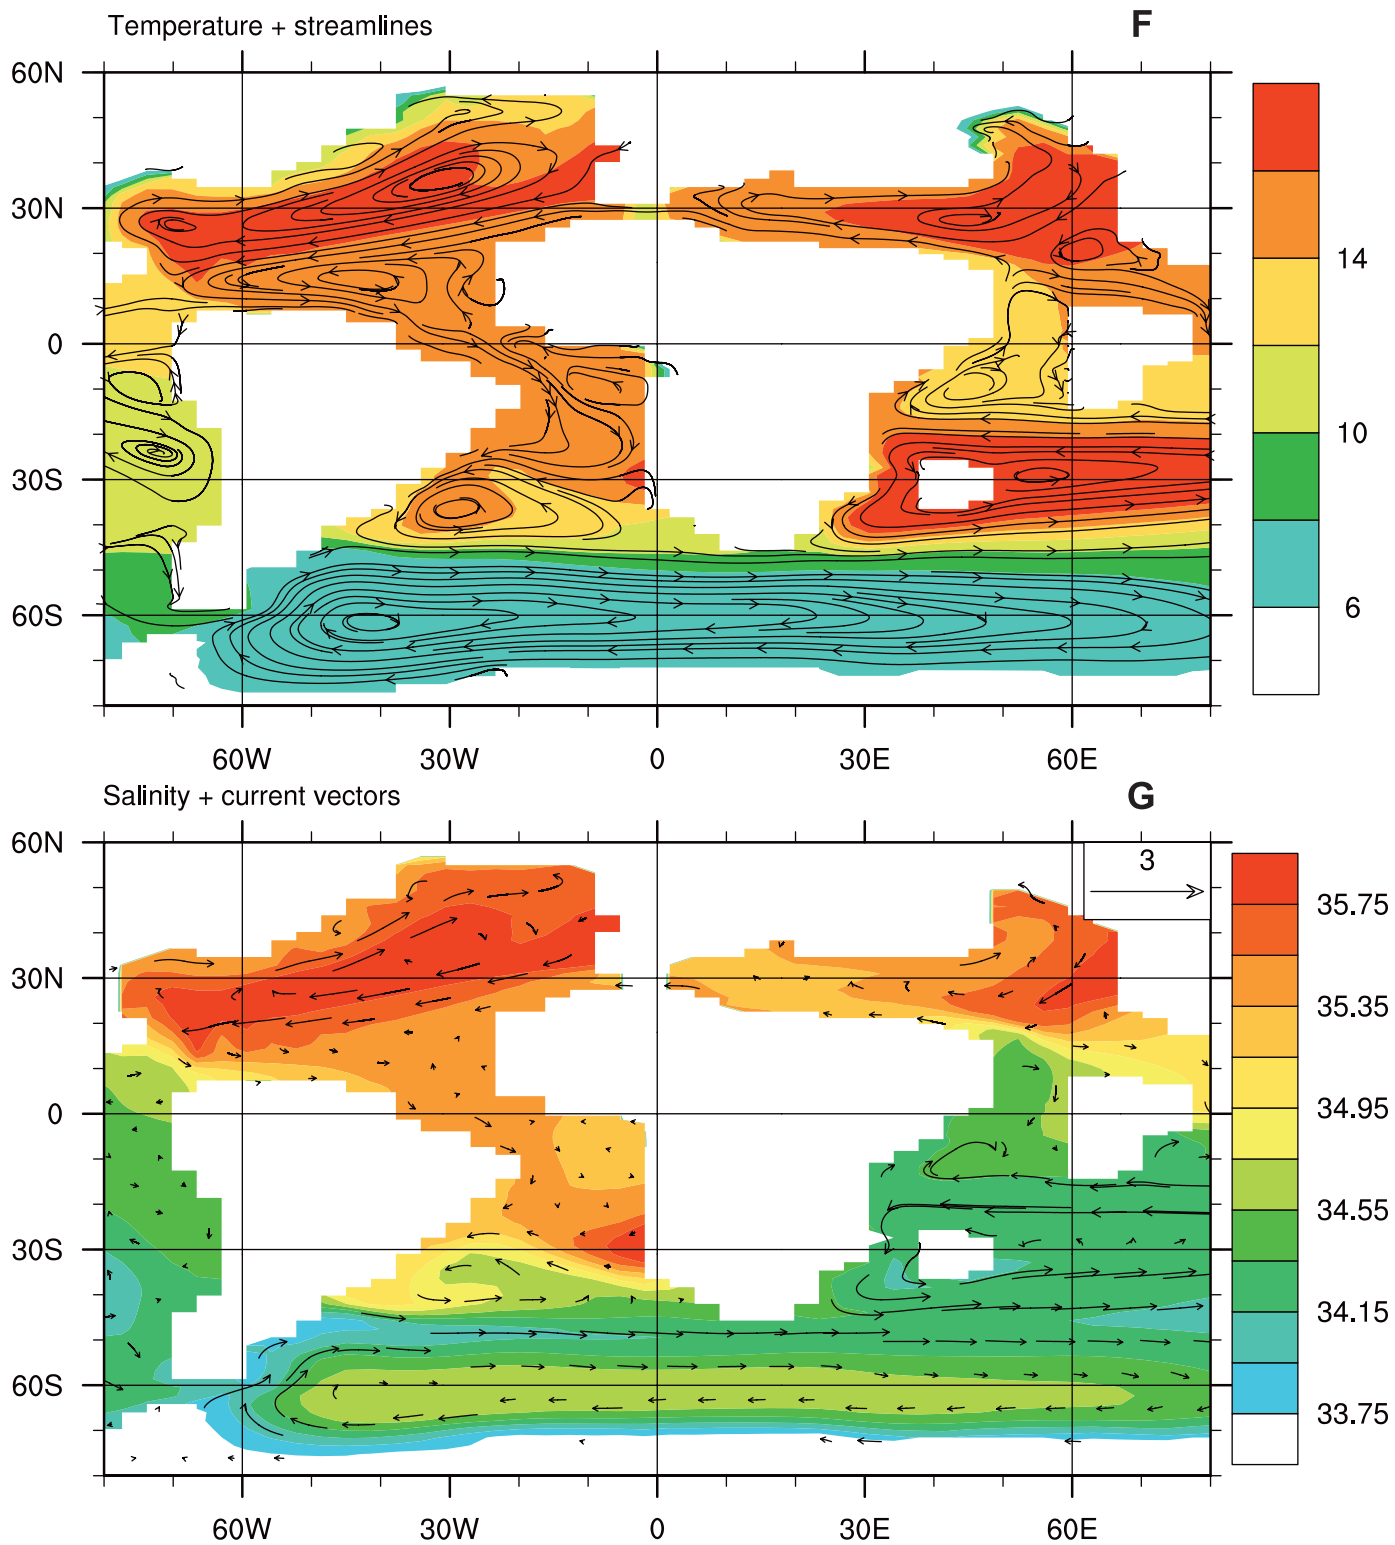 Temperature + streamlines F
60N
30N
0
30S
60S
60W 30W 0 30E 60E
14
10
6
Salinity + current vectors G
60N
30N
0
30S
60S
60W 30W 0 30E 60E
3
35.75
35.35
34.95
34.55
34.15
33.75